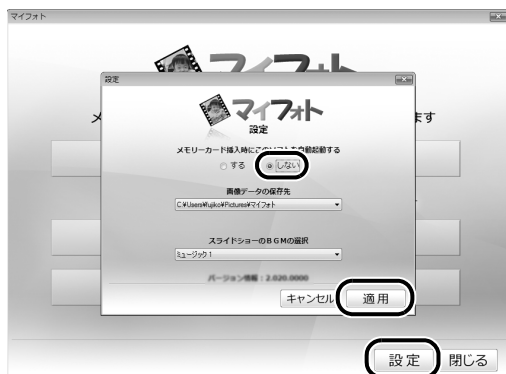 マイフォト
マイフォト
メ
ます
設定
マイフォト
設定
メモリーカード挿入時にこのソフトを自動起動する
する
しない
画像データの保存先
C:¥Users¥fujiko¥Pictures¥マイフォト
スライドショーのBGMの選択
ミュージック1
バージョン情報:2.020.0000
キャンセル
適用
設定
閉じる